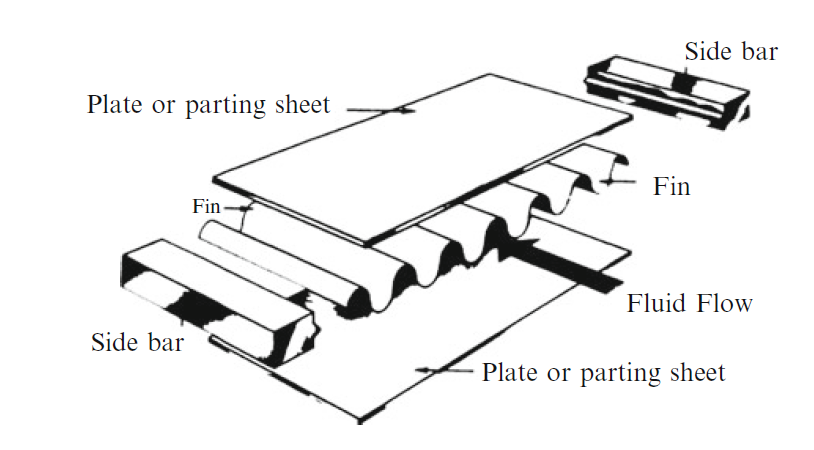 Side bar
Plate or parting sheet
Fin
Fin
Fluid Flow
Side bar
Plate or parting sheet